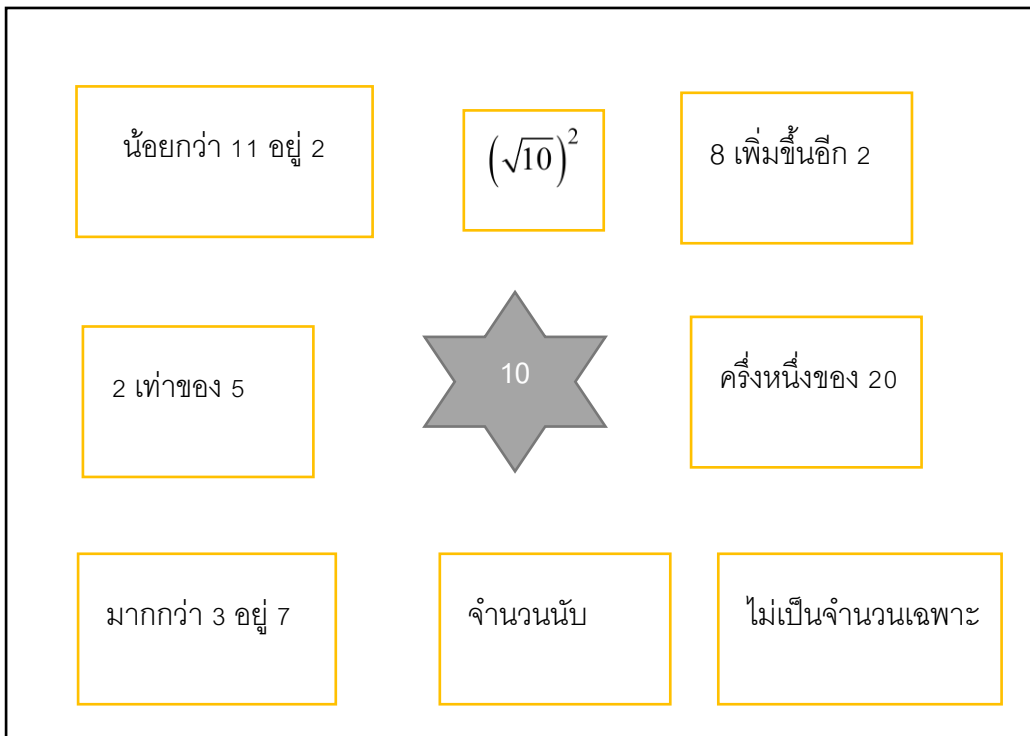 น้อยกว่า 11 อยู่ 2
(√10)²
8 เพิ่มขึ้นอีก 2
2 เท่าของ 5
10
ครึ่งหนึ่งของ 20
มากกว่า 3 อยู่ 7
จำนวนนับ
ไม่เป็นจำนวนเฉพาะ